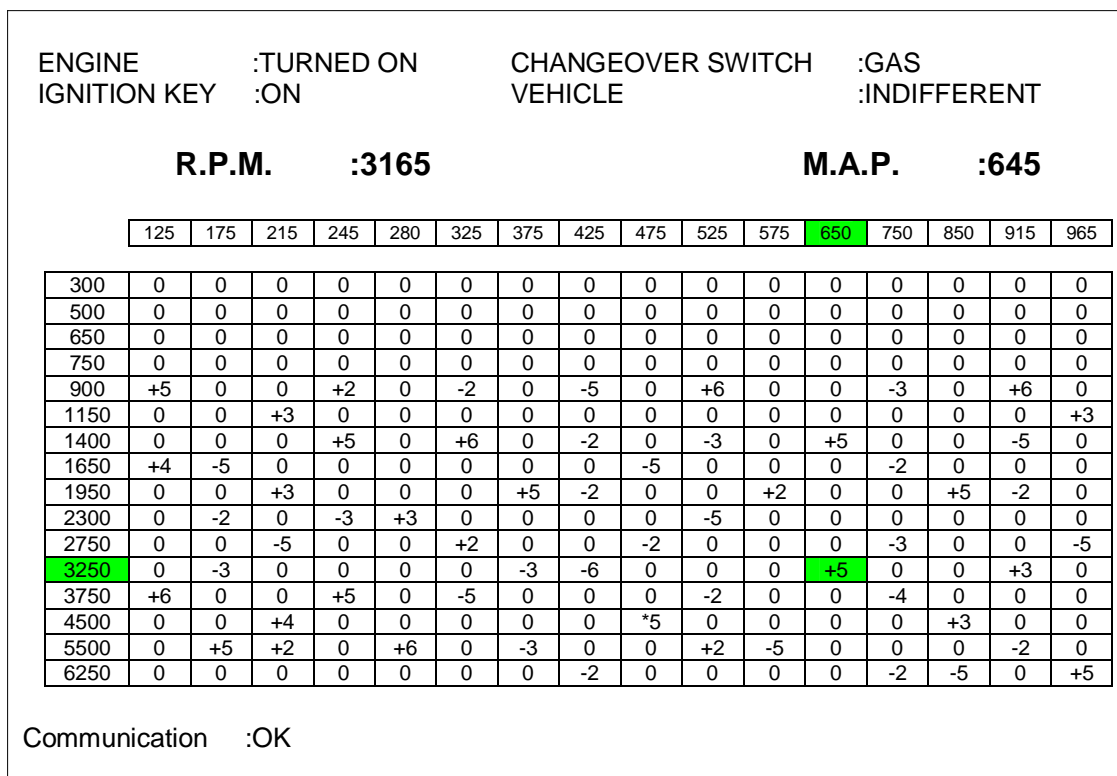 ENGINE :TURNED ON CHANGEOVER SWITCH :GAS
IGNITION KEY :ON VEHICLE :INDIFFERENT
R.P.M. :3165 M.A.P. :645
125 175 215 245 280 325 375 425 475 525 575 650 750 850 915 965
300 0 0 0 0 0 0 0 0 0 0 0 0 0 0 0 0
500 0 0 0 0 0 0 0 0 0 0 0 0 0 0 0 0
650 0 0 0 0 0 0 0 0 0 0 0 0 0 0 0 0
750 0 0 0 0 0 0 0 0 0 0 0 0 0 0 0 0
900 +5 0 0 +2 0 -2 0 -5 0 +6 0 0 -3 0 +6 0
1150 0 0 +3 0 0 0 0 0 0 0 0 0 0 0 0 +3
1400 0 0 0 +5 0 +6 0 -2 0 -3 0 +5 0 0 -5 0
1650 +4 -5 0 0 0 0 0 0 -5 0 0 0 -2 0 0 0
1950 0 0 +3 0 0 0 +5 -2 0 0 +2 0 0 +5 -2 0
2300 0 -2 0 -3 +3 0 0 0 0 -5 0 0 0 0 0 0
2750 0 0 -5 0 0 +2 0 0 -2 0 0 0 -3 0 0 -5
3250 0 -3 0 0 0 0 -3 -6 0 0 0 +5 0 0 +3 0
3750 +6 0 0 +5 0 -5 0 0 0 -2 0 0 -4 0 0 0
4500 0 0 +4 0 0 0 0 0 *5 0 0 0 0 +3 0 0
5500 0 +5 +2 0 +6 0 -3 0 0 +2 -5 0 0 0 -2 0
6250 0 0 0 0 0 0 0 -2 0 0 0 0 -2 -5 0 +5
Communication :OK